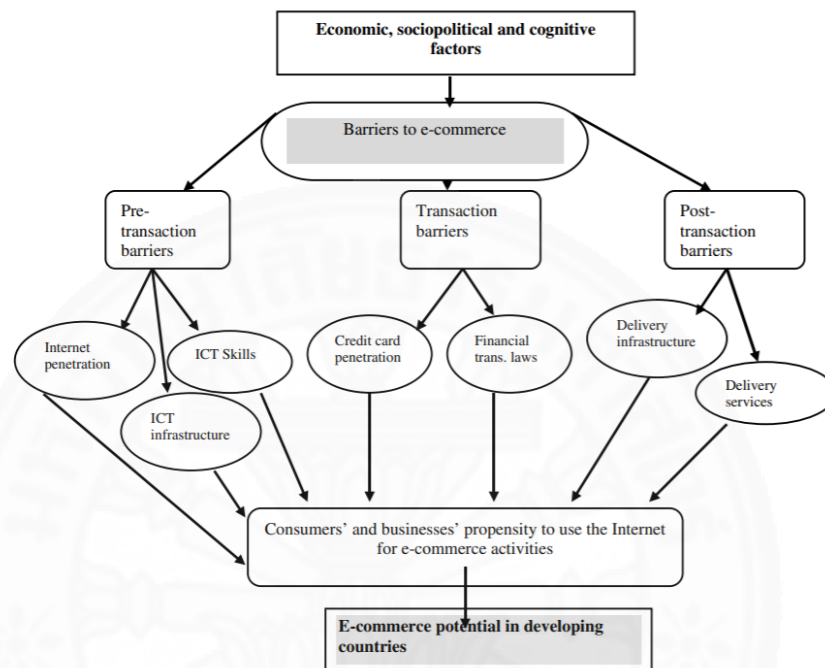 Economic, sociopolitical and cognitive
factors
Barriers to e-commerce
Pre-
transaction
barriers
Transaction
barriers
Post-
transaction
barriers
Internet
penetration
ICT Skills
ICT
infrastructure
Credit card
penetration
Financial
trans. laws
Delivery
infrastructure
Delivery
services
Consumers’ and businesses’ propensity to use the Internet
for e-commerce activities
E-commerce potential in developing
countries